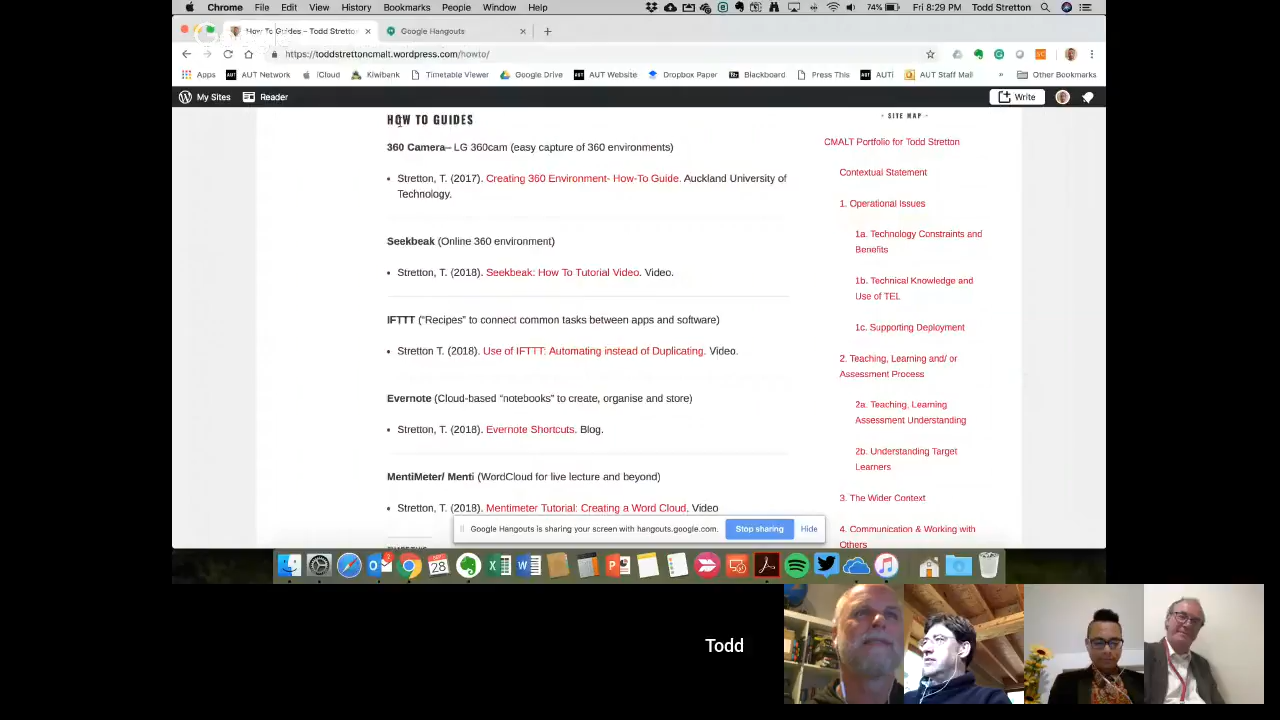 Chrome File Edit View History Bookmarks People Window Help 74% Fri 8:29 PM Todd Stretton
How To Guides – Todd Stretton
Google Hangouts
https://toddstrettoncmalt.wordpress.com/howto/
Apps AUT Network iCloud Kiwibank Timetable Viewer Google Drive AUT Website Dropbox Paper Blackboard Press This AUTi AUT Staff Mail » Other Bookmarks
My Sites Reader Write
HOW TO GUIDES
360 Camera– LG 360cam (easy capture of 360 environments)
Stretton, T. (2017). Creating 360 Environment- How-To Guide. Auckland University of
Technology.
Seekbeak (Online 360 environment)
Stretton, T. (2018). Seekbeak: How To Tutorial Video. Video.
IFTTT (“Recipes” to connect common tasks between apps and software)
Stretton T. (2018). Use of IFTTT: Automating instead of Duplicating. Video.
Evernote (Cloud-based “notebooks” to create, organise and store)
Stretton, T. (2018). Evernote Shortcuts. Blog.
MentiMeter/ Menti (WordCloud for live lecture and beyond)
Stretton, T. (2018). Mentimeter Tutorial: Creating a Word Cloud. Video
- SITE MAP -
CMALT Portfolio for Todd Stretton
Contextual Statement
1. Operational Issues
1a. Technology Constraints and
Benefits
1b. Technical Knowledge and
Use of TEL
1c. Supporting Deployment
2. Teaching, Learning and/ or
Assessment Process
2a. Teaching, Learning
Assessment Understanding
2b. Understanding Target
Learners
3. The Wider Context
4. Communication & Working with
Others
Google Hangouts is sharing your screen with hangouts.google.com. Stop sharing Hide
Todd